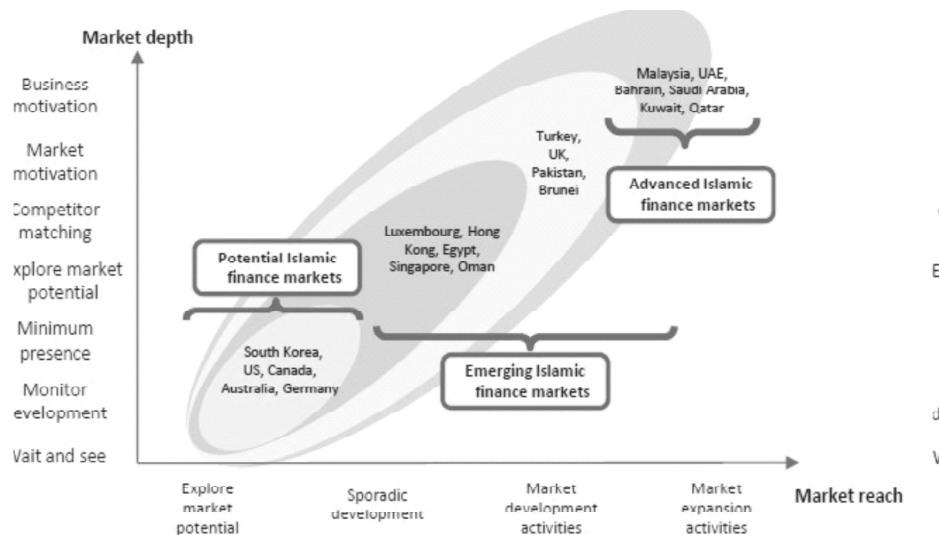 Market depth
Business
motivation
Market
motivation
Competitor
matching
xplore market
potential
Minimum
presence
Monitor
evelopment
Wait and see
Malaysia, UAE,
Bahrain, Saudi Arabia,
Kuwait, Qatar
Turkey,
UK,
Pakistan,
Brunei
Advanced Islamic
finance markets
Luxembourg, Hong
Kong, Egypt,
Singapore, Oman
Potential Islamic
finance markets
South Korea,
US, Canada,
Australia, Germany
Emerging Islamic
finance markets
Explore
market
potential
Sporadic
development
Market
development
activities
Market
expansion
activities
Market reach
E
d